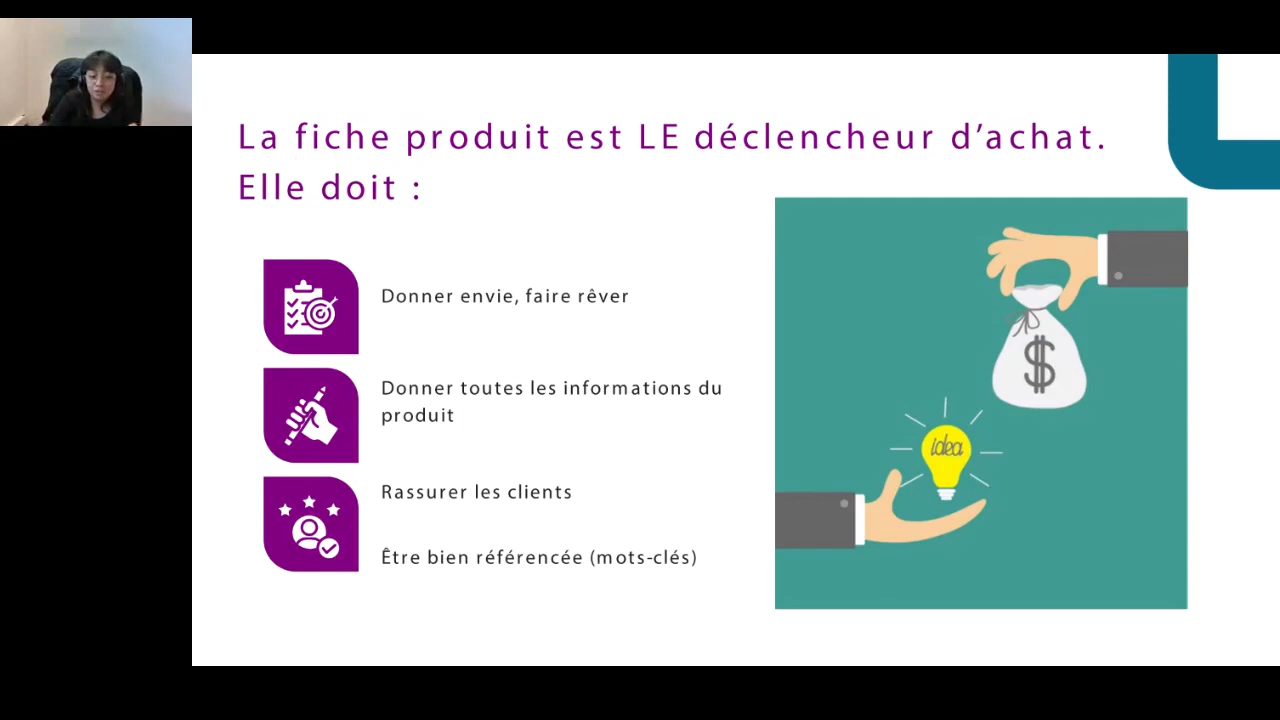 La fiche produit est LE déclencheur d’achat.
Elle doit :
Donner envie, faire rêver
Donner toutes les informations du
produit
Rassurer les clients
Être bien référencée (mots-clés)
$
idea